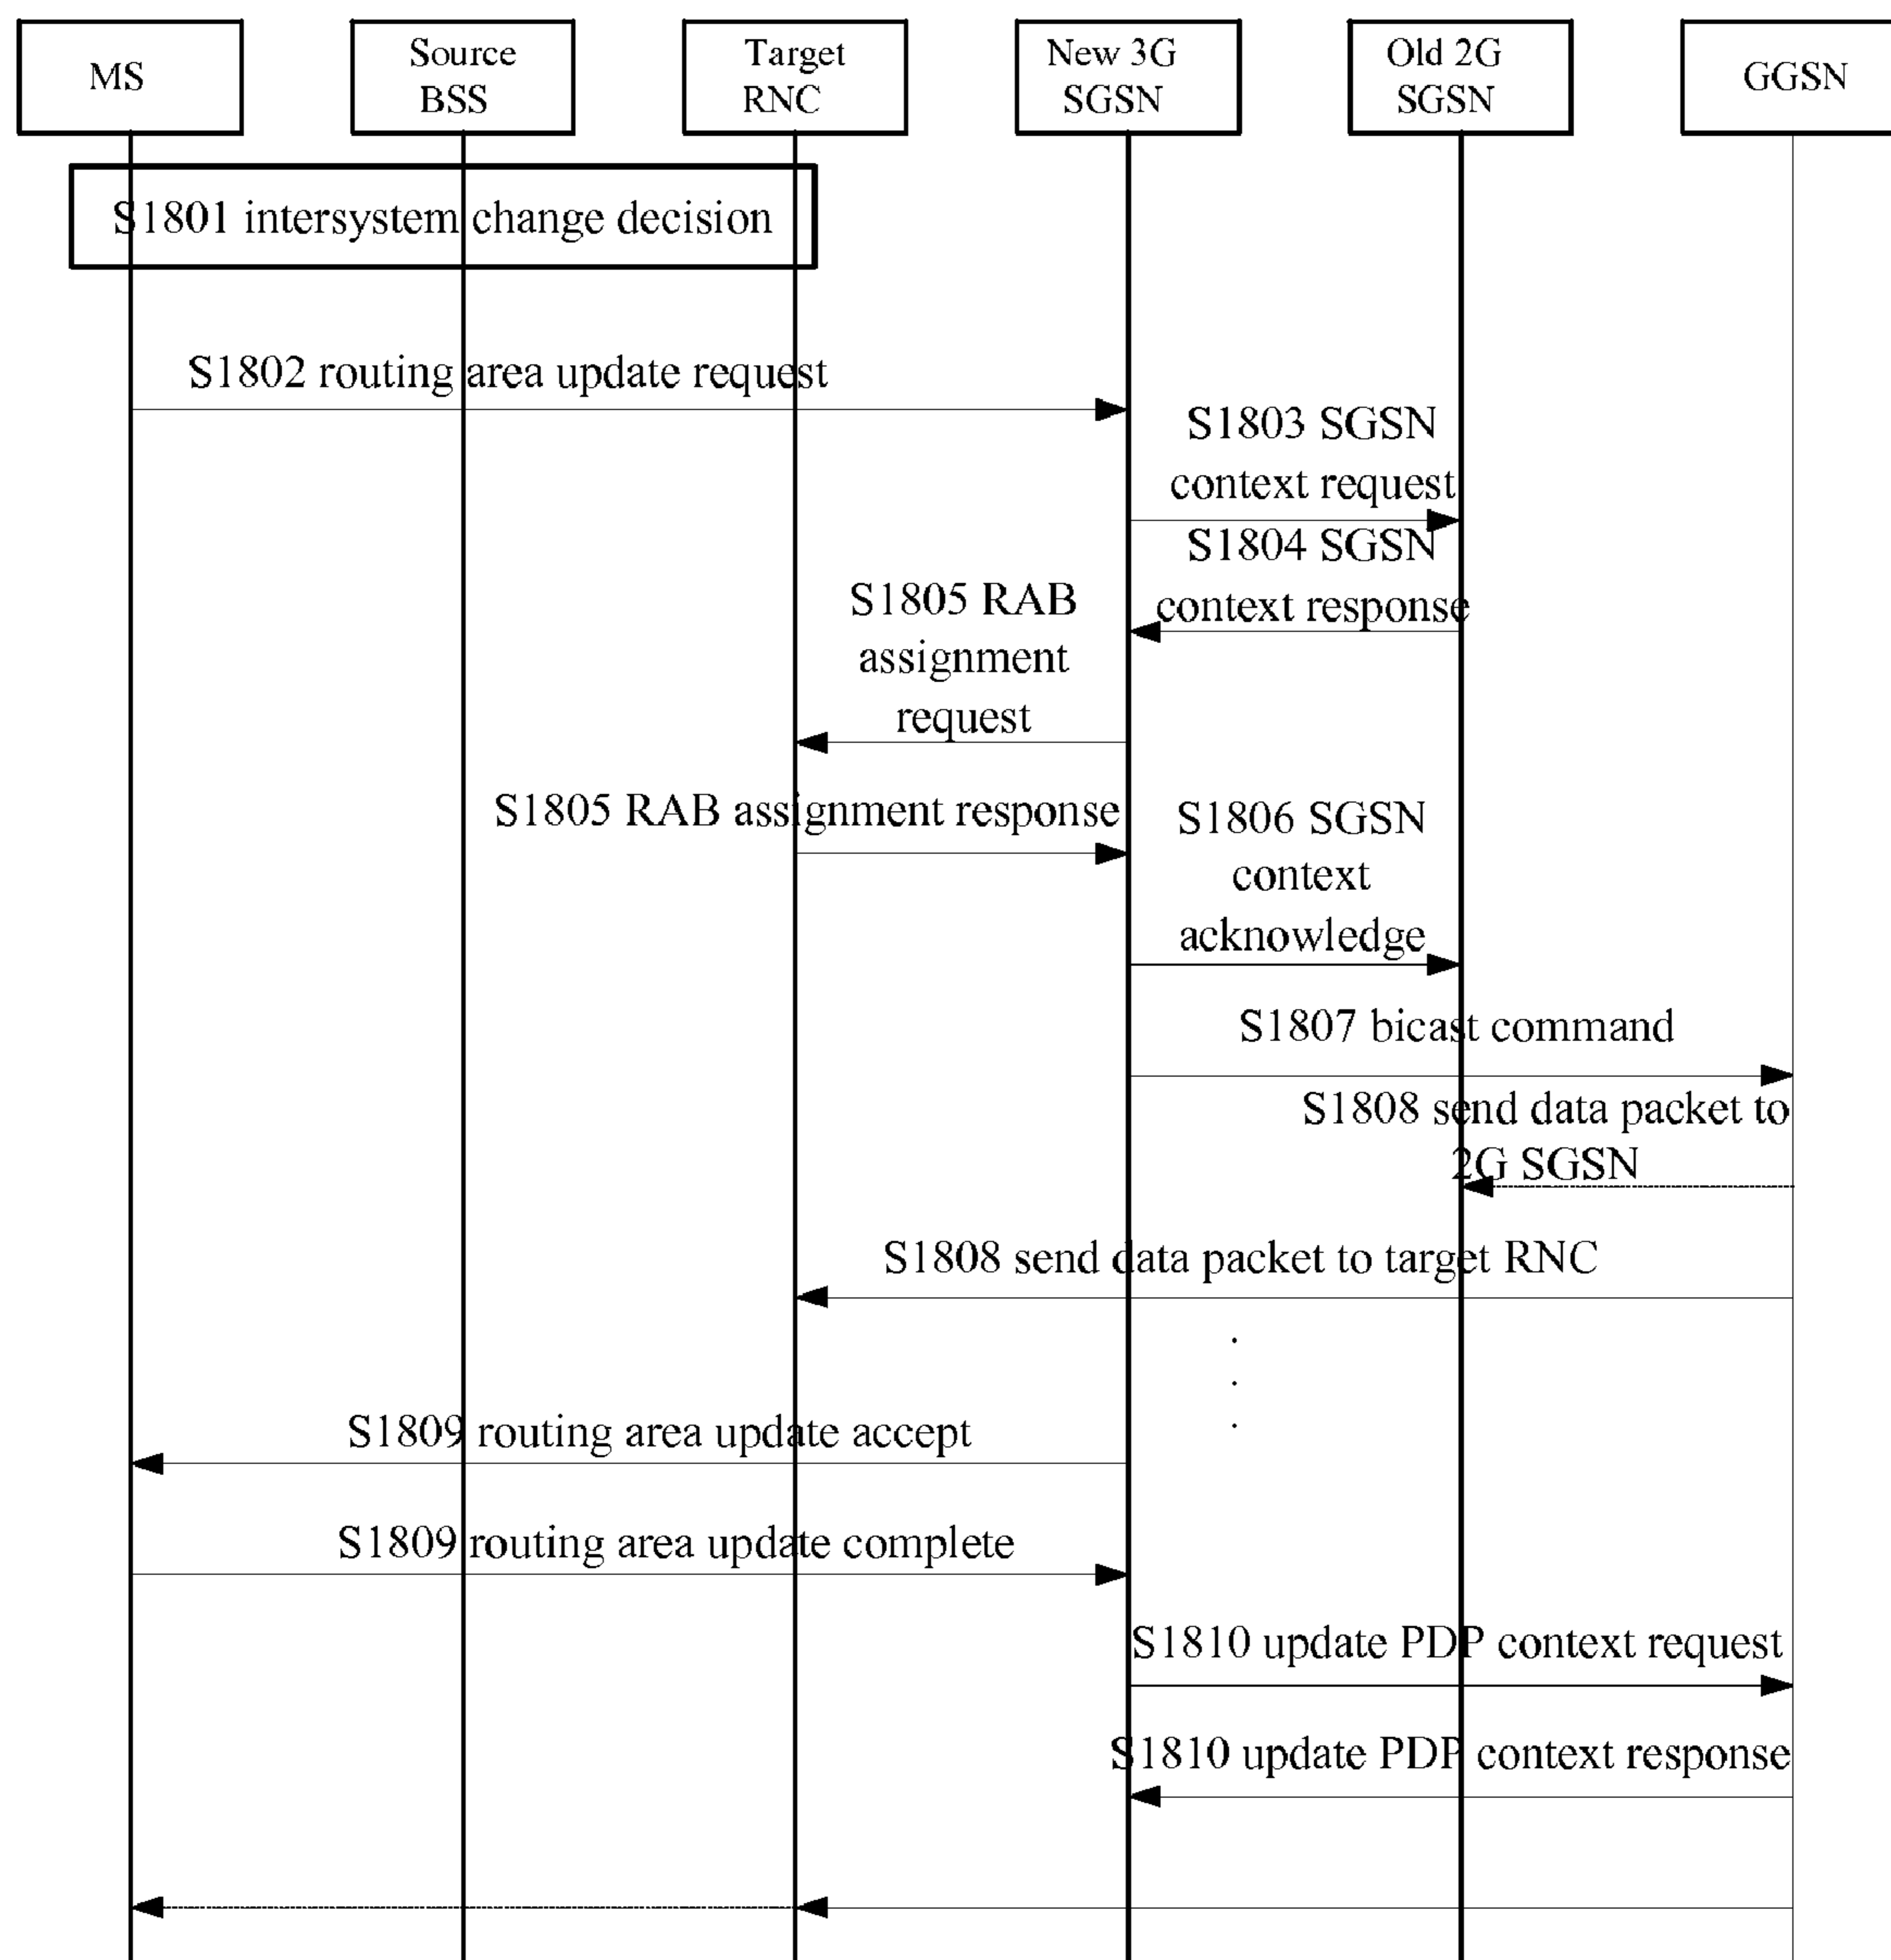 MS
Source
BSS
Target
RNC
New 3G
SGSN
Old 2G
SGSN
GGSN
S1801 intersystem change decision
S1802 routing area update request
S1803 SGSN
context request
S1804 SGSN
context response
S1805 RAB
assignment
request
S1805 RAB assignment response
S1806 SGSN
context
acknowledge
S1807 bicast command
S1808 send data packet to
2G SGSN
S1808 send data packet to target RNC
S1809 routing area update accept
S1809 routing area update complete
S1810 update PDP context request
S1810 update PDP context response